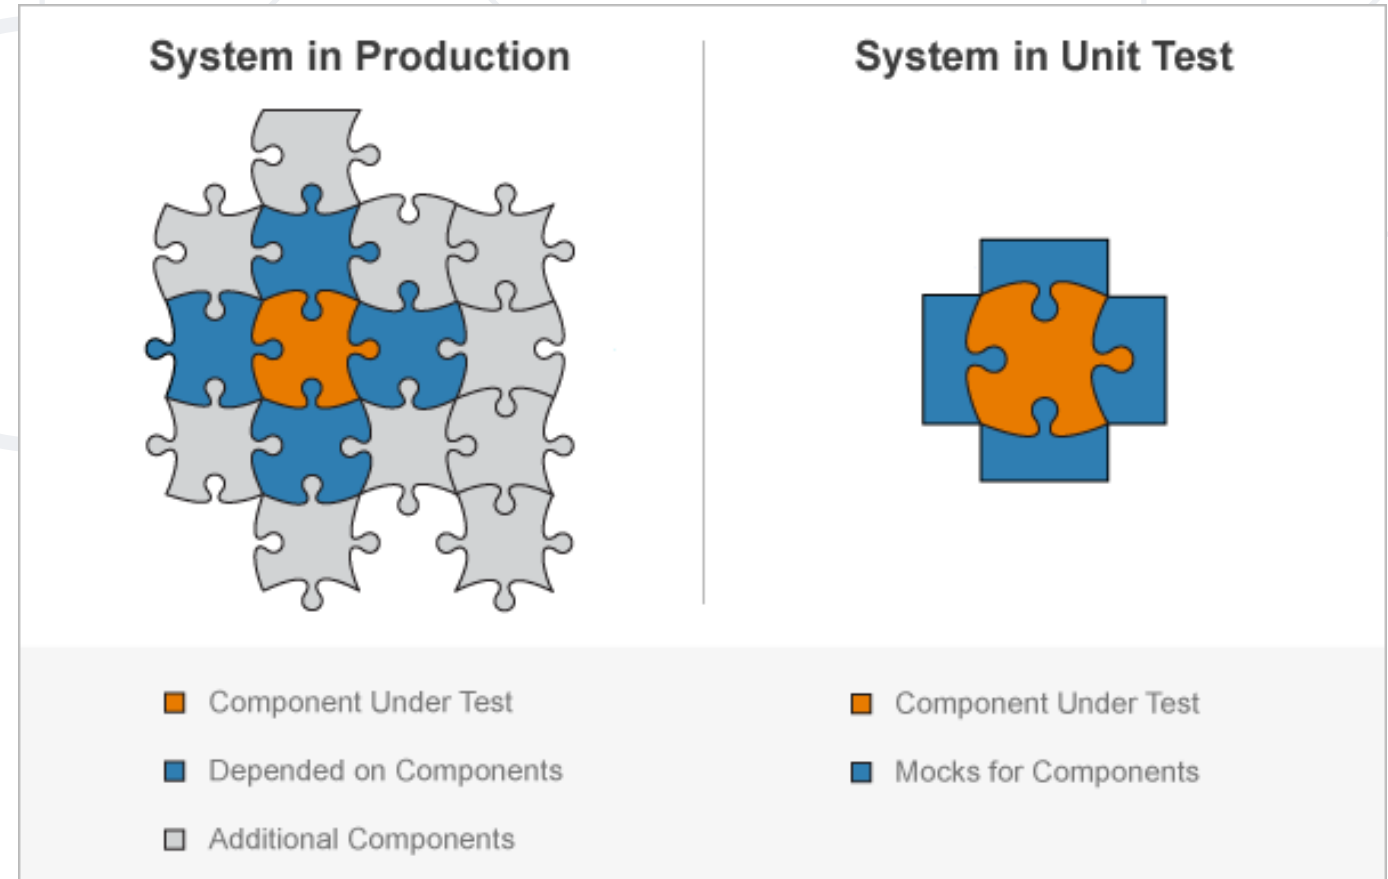 System in Production
System in Unit Test
Component Under Test
Depended on Components
Additional Components
Component Under Test
Mocks for Components